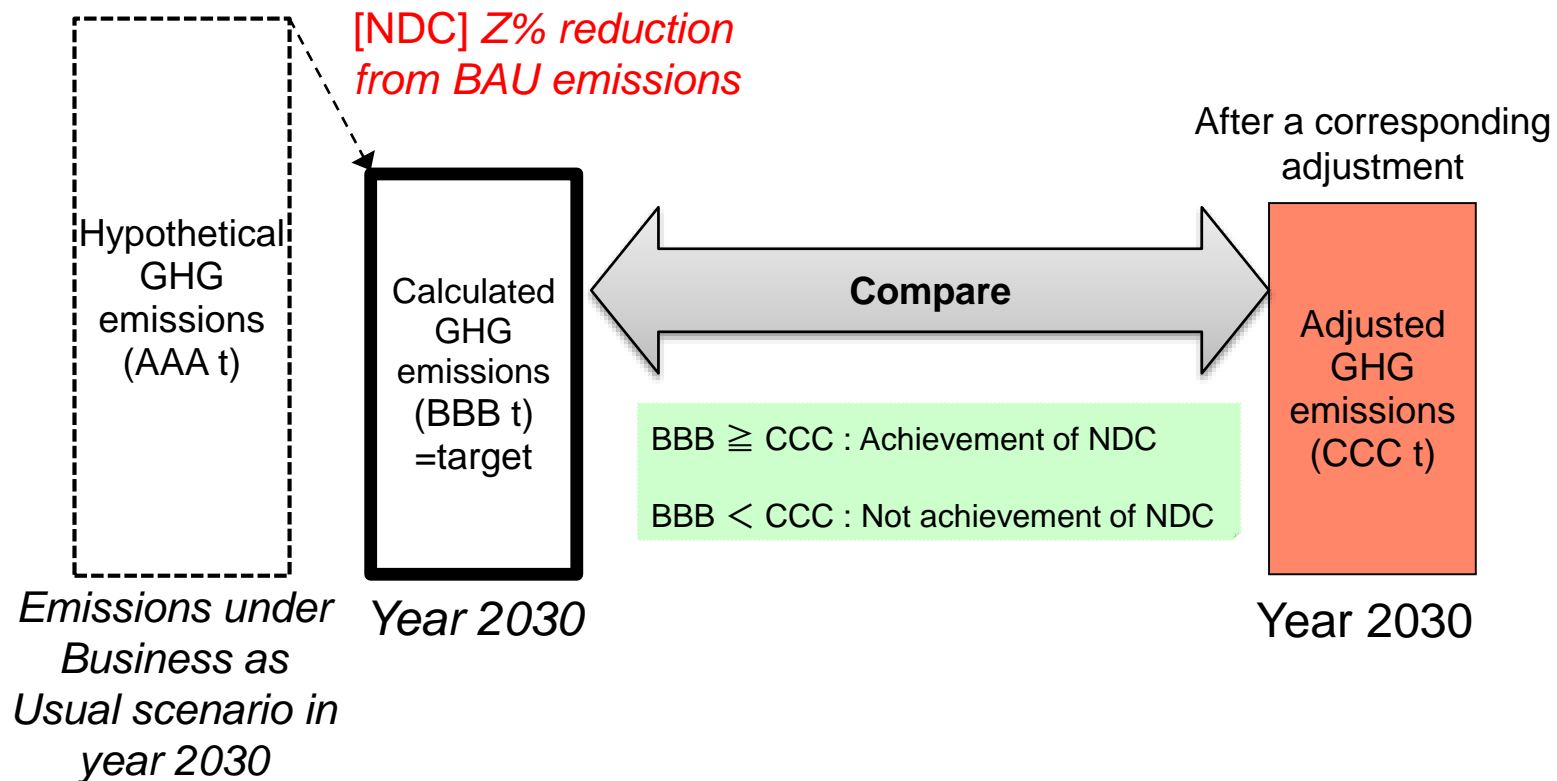 [NDC] Z% reduction
from BAU emissions
Hypothetical
GHG
emissions
(AAA t)
Emissions under
Business as
Usual scenario in
year 2030
Calculated
GHG
emissions
(BBB t)
=target
Year 2030
Compare
BBB ≧ CCC : Achievement of NDC
BBB < CCC : Not achievement of NDC
After a corresponding
adjustment
Adjusted
GHG
emissions
(CCC t)
Year 2030